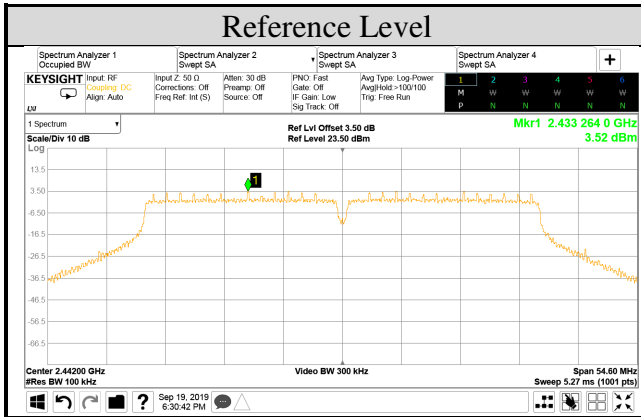 Reference Level
Spectrum Analyzer 1
Occupied BW
Spectrum Analyzer 2
Swept SA
Spectrum Analyzer 3
Swept SA
Spectrum Analyzer 4
Swept SA
+
KEYSIGHT
Input: RF
Coupling: DC
Align: Auto
Input Z: 50 Ω
Corrections: Off
Freq Ref: Int (S)
Atten: 30 dB
Preamp: Off
Source: Off
PNO: Fast
Gate: Off
IF Gain: Low
Sig Track: Off
Avg Type: Log-Power
Avg|Hold:>100/100
Trig: Free Run
1 2 3 4 5 6
M W W W W W
P N N N N N
LXI
1 Spectrum
Scale/Div 10 dB
Ref Lvl Offset 3.50 dB
Ref Level 23.50 dBm
Mkr1 2.433 264 0 GHz
3.52 dBm
Log
13.5
3.50
-6.50
-16.5
-26.5
-36.5
-46.5
-56.5
-66.5
1
Center 2.44200 GHz
#Res BW 100 kHz
Video BW 300 kHz
Span 54.60 MHz
Sweep 5.27 ms (1001 pts)
?
Sep 19, 2019
6:30:42 PM